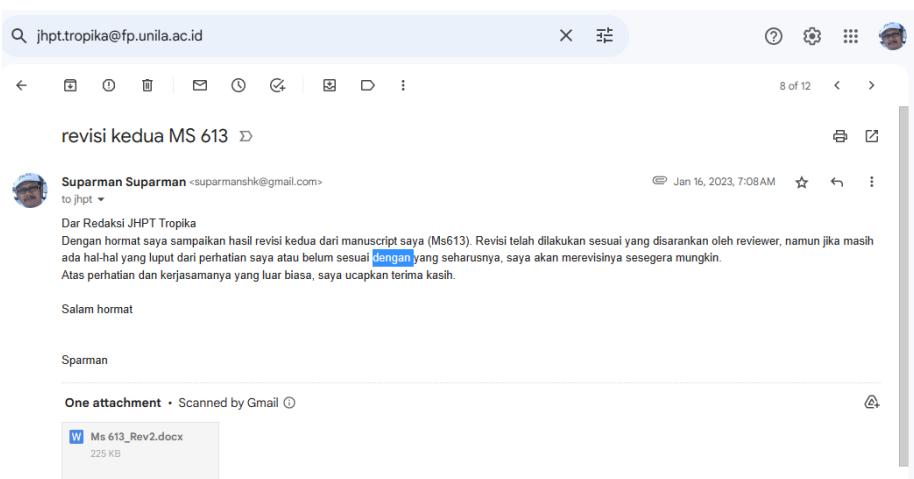 jhpt.tropika@fp.unila.ac.id
8 of 12
revisi kedua MS 613
Suparman Suparman <suparmanshk@gmail.com>
Jan 16, 2023, 7:08 AM
to jhpt
Dar Redaksi JHPT Tropika
Dengan hormat saya sampaikan hasil revisi kedua dari manuscript saya (Ms613). Revisi telah dilakukan sesuai yang disarankan oleh reviewer, namun jika masih
ada hal-hal yang luput dari perhatian saya atau belum sesuai dengan yang seharusnya, saya akan merevisinya sesegera mungkin.
Atas perhatian dan kerjasamanya yang luar biasa, saya ucapkan terima kasih.
Salam hormat
Sparman
One attachment • Scanned by Gmail
W Ms 613_Rev2.docx
225 KB